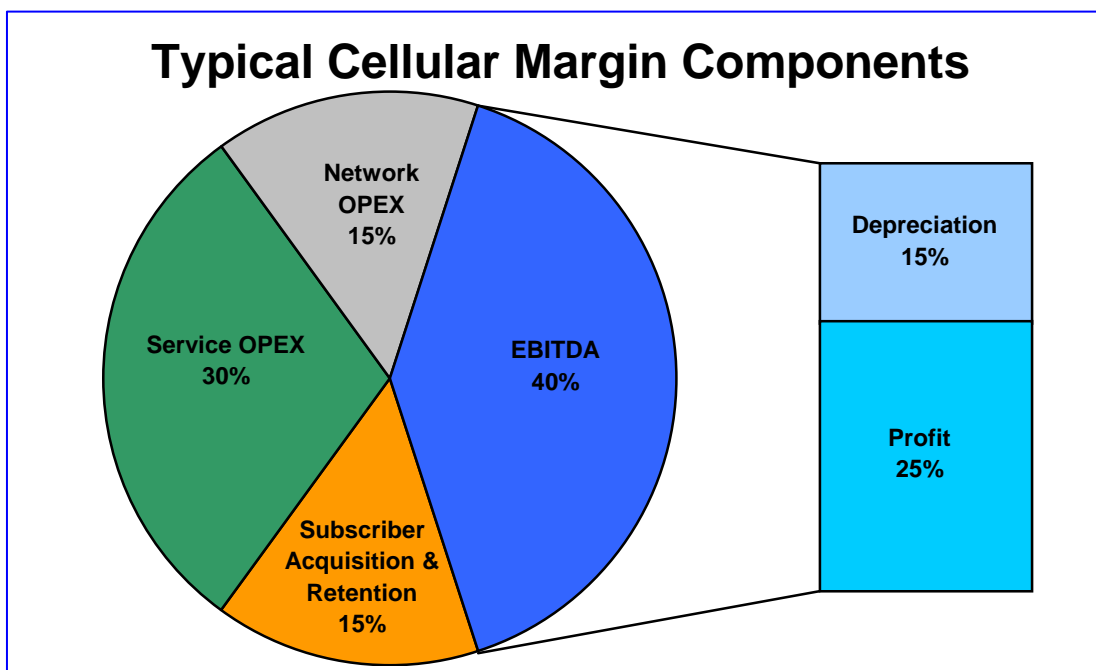 Typical Cellular Margin Components
Network
OPEX
15%
Service OPEX
30%
EBITDA
40%
Subscriber
Acquisition &
Retention
15%
Depreciation
15%
Profit
25%